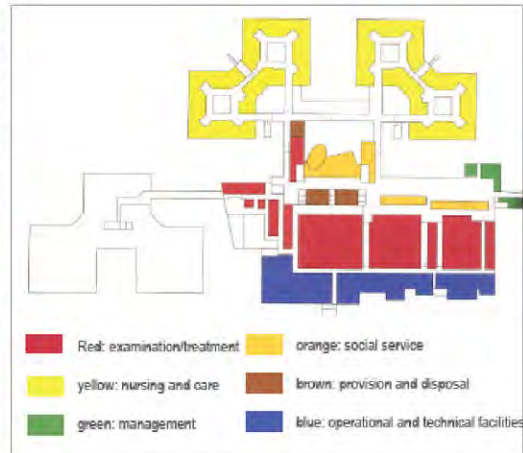 Red: examination/treatment
orange: social service
yellow: nursing and care
brown: provision and disposal
green: management
blue: operational and technical facilities